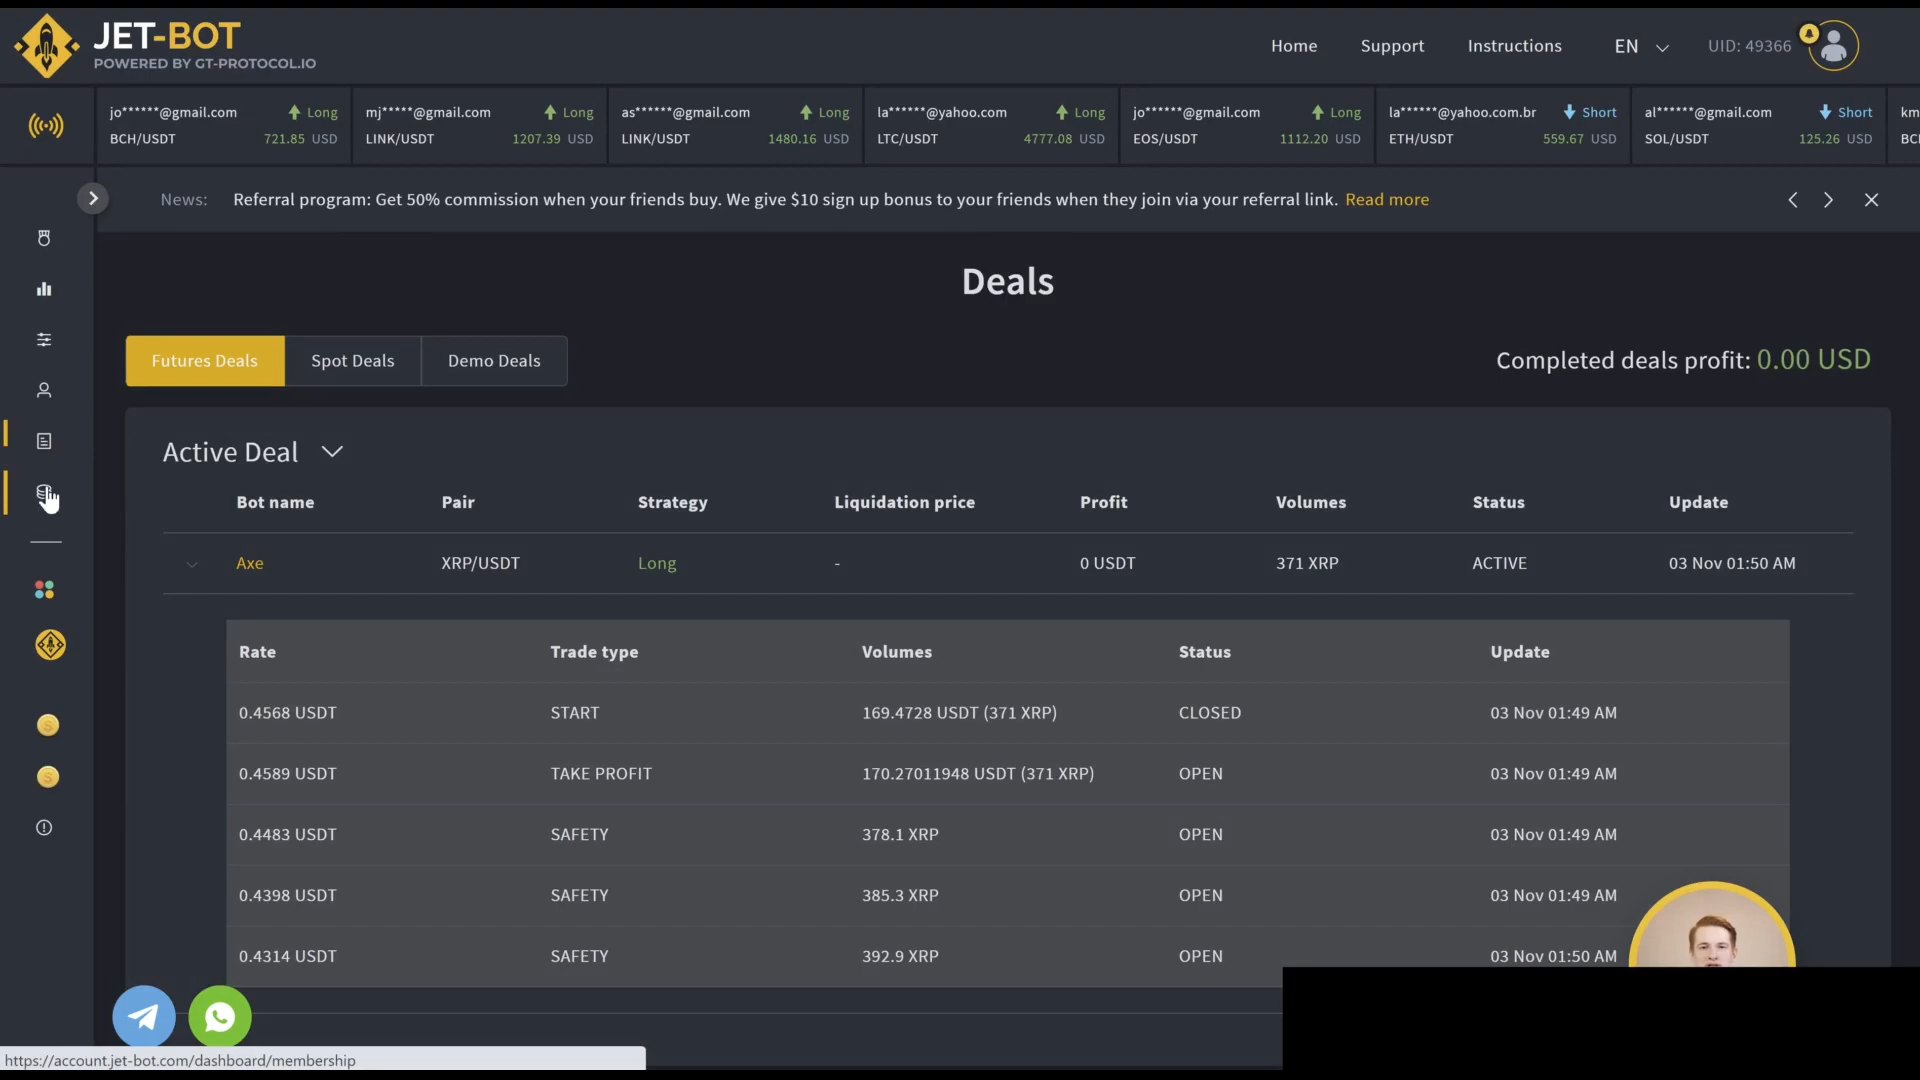 JET-BOT
POWERED BY GT-PROTOCOL.IO
Home Support Instructions EN UID: 49366
jo******@gmail.com Long mj*****@gmail.com Long as******@gmail.com Long la******@yahoo.com Long jo******@gmail.com Long la******@yahoo.com.br Short al******@gmail.com Short km
BCH/USDT 721.85 USD LINK/USDT 1207.39 USD LINK/USDT 1480.16 USD LTC/USDT 4777.08 USD EOS/USDT 1112.20 USD ETH/USDT 559.67 USD SOL/USDT 125.26 USD
News: Referral program: Get 50% commission when your friends buy. We give $10 sign up bonus to your friends when they join via your referral link. Read more
Deals
Futures Deals Spot Deals Demo Deals Completed deals profit: 0.00 USD
Active Deal
Bot name Pair Strategy Liquidation price Profit Volumes Status Update
Axe XRP/USDT Long - 0 USDT 371 XRP ACTIVE 03 Nov 01:50 AM
Rate Trade type Volumes Status Update
0.4568 USDT START 169.4728 USDT (371 XRP) CLOSED 03 Nov 01:49 AM
0.4589 USDT TAKE PROFIT 170.27011948 USDT (371 XRP) OPEN 03 Nov 01:49 AM
0.4483 USDT SAFETY 378.1 XRP OPEN 03 Nov 01:49 AM
0.4398 USDT SAFETY 385.3 XRP OPEN 03 Nov 01:49 AM
0.4314 USDT SAFETY 392.9 XRP OPEN 03 Nov 01:50 AM
https://account.jet-bot.com/dashboard/membership